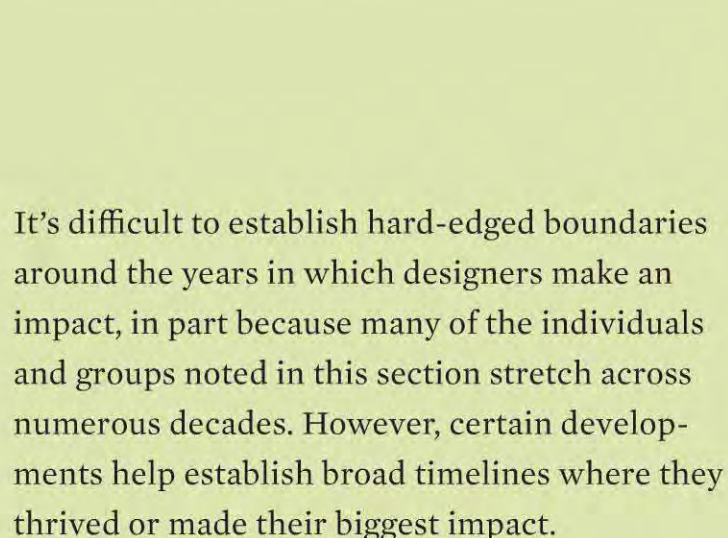 It’s difficult to establish hard-edged boundaries
around the years in which designers make an
impact, in part because many of the individuals
and groups noted in this section stretch across
numerous decades. However, certain develop-
ments help establish broad timelines where they
thrived or made their biggest impact.